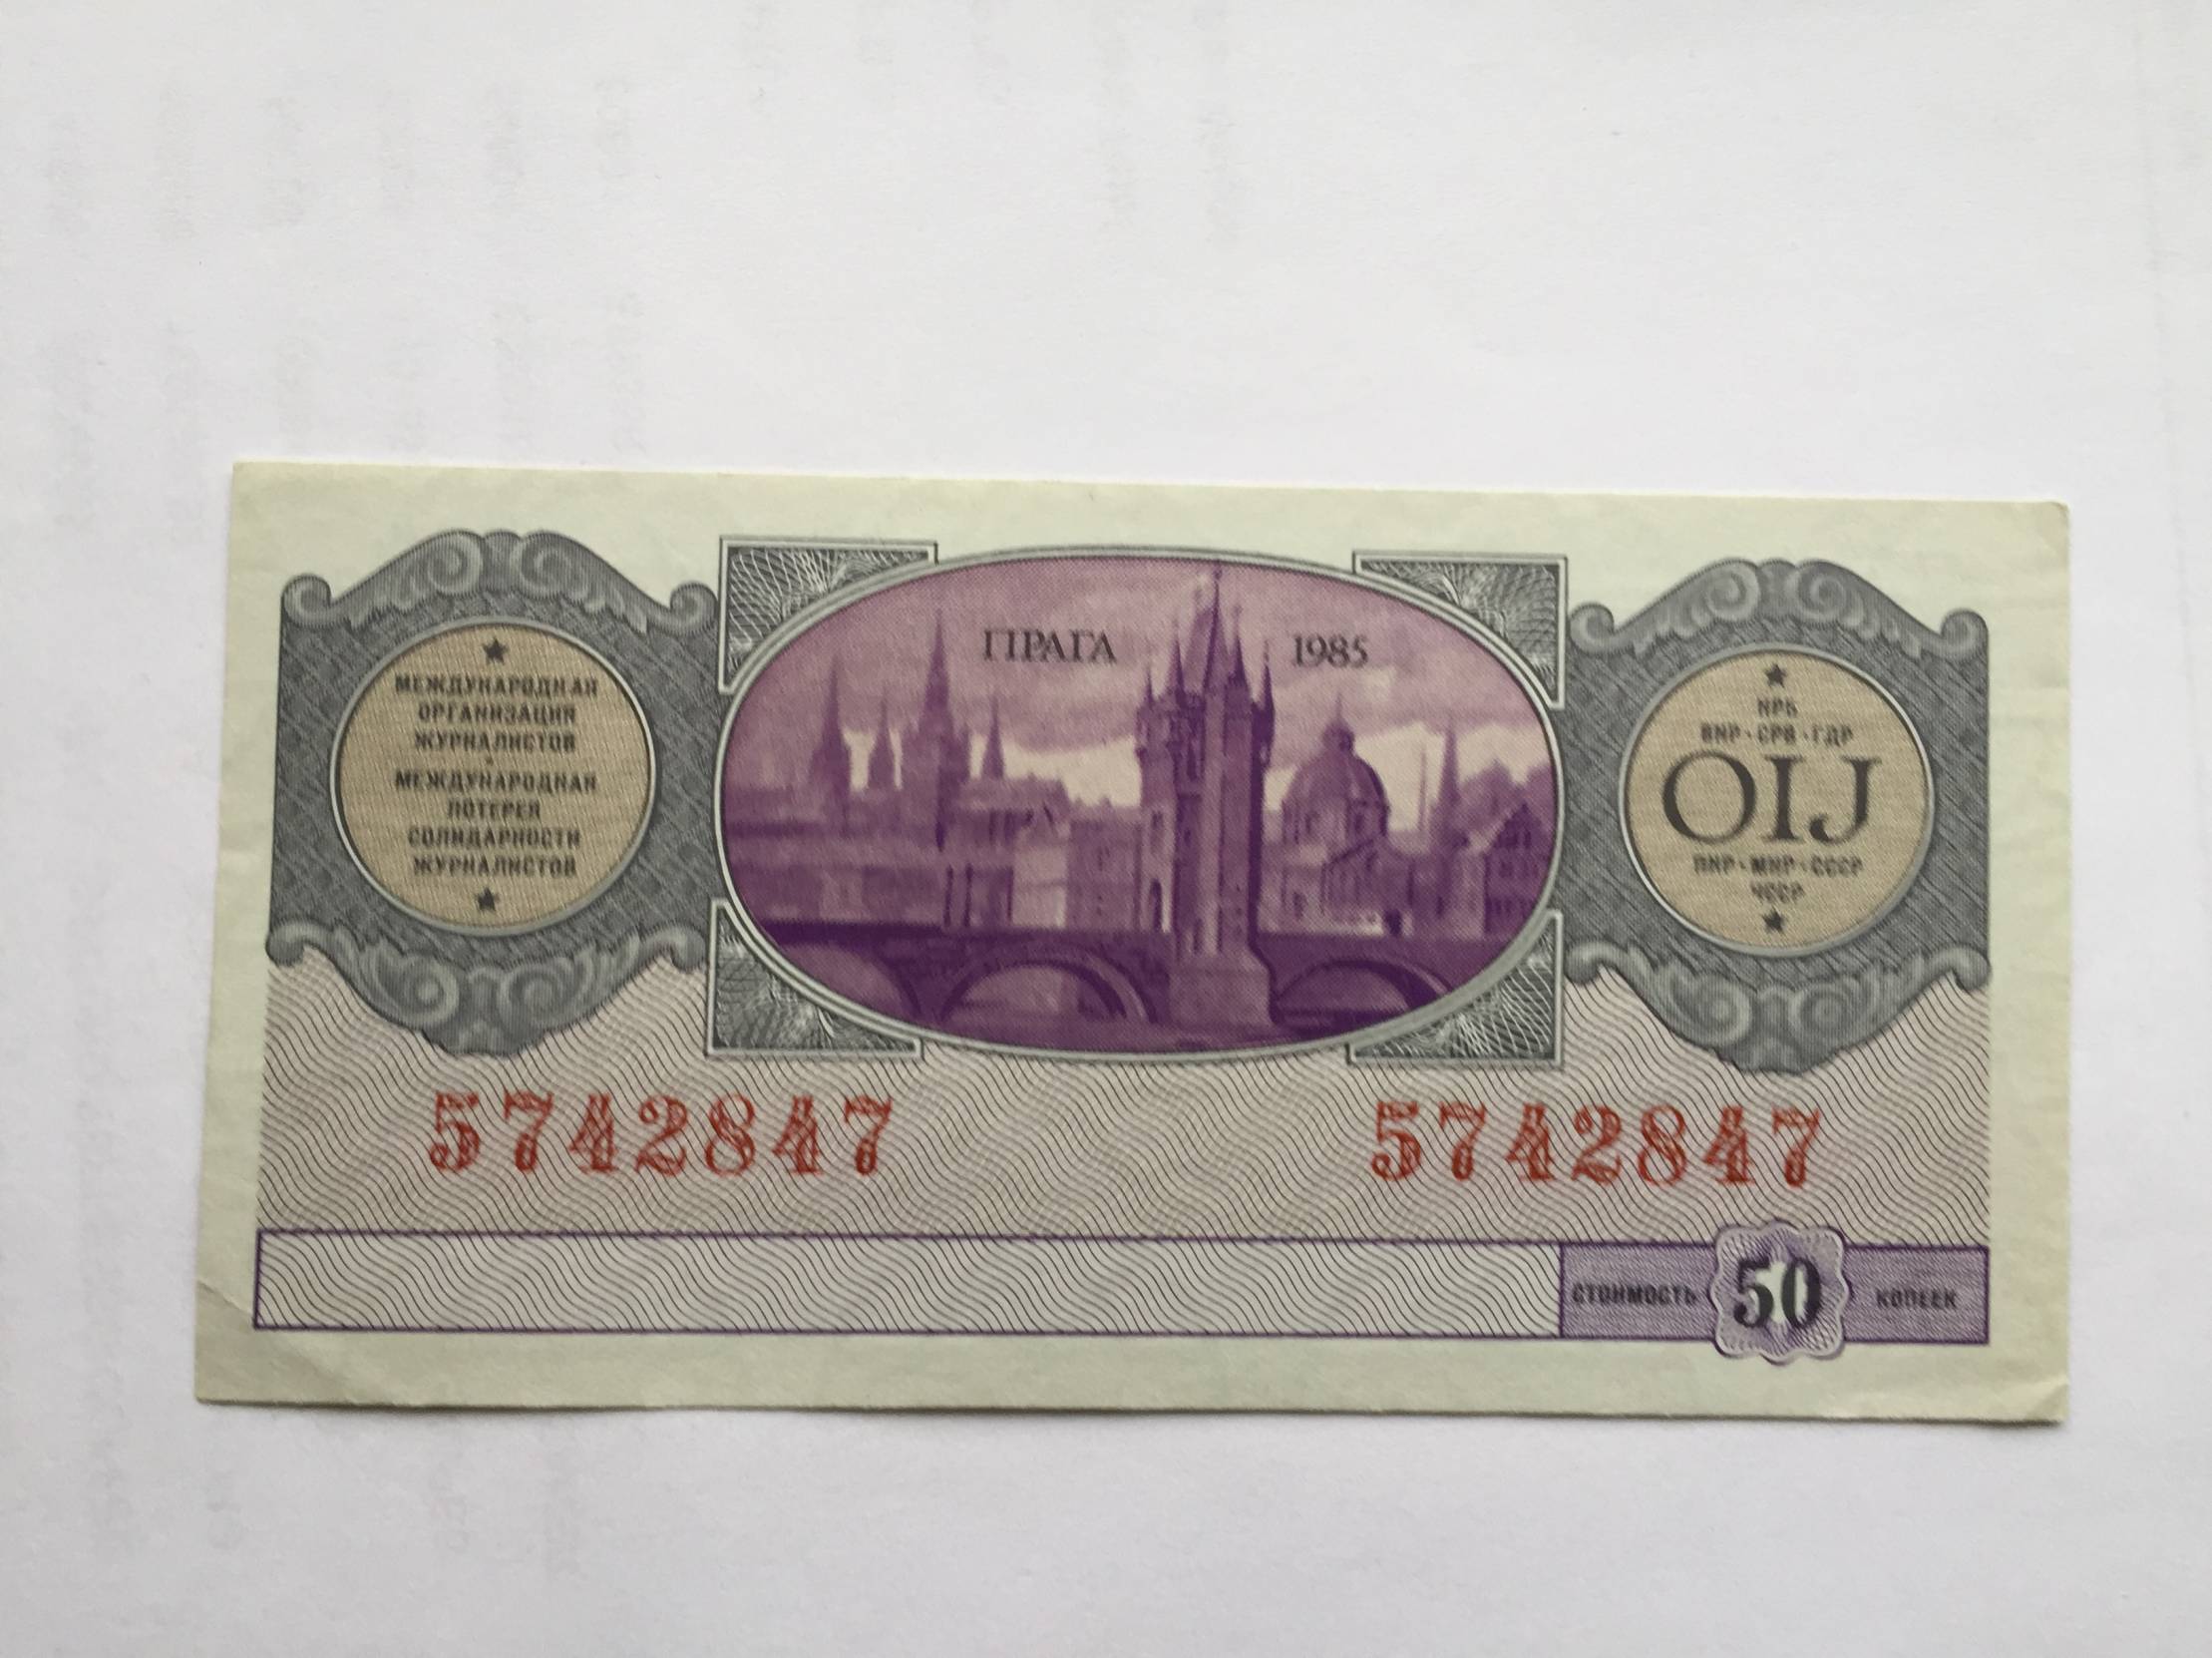 МЕЖДУНАРОДНАЯ
ОРГАНИЗАЦИЯ
ЖУРНАЛИСТОВ
МЕЖДУНАРОДНАЯ
ЛОТЕРЕЯ
СОЛИДАРНОСТИ
ЖУРНАЛИСТОВ
ПРАГА 1985
НРБ
ВНР · СРВ · ГДР
OIJ
ПНР · МНР · СССР
ЧССР
5742847 5742847
СТОИМОСТЬ 50 КОПЕЕК